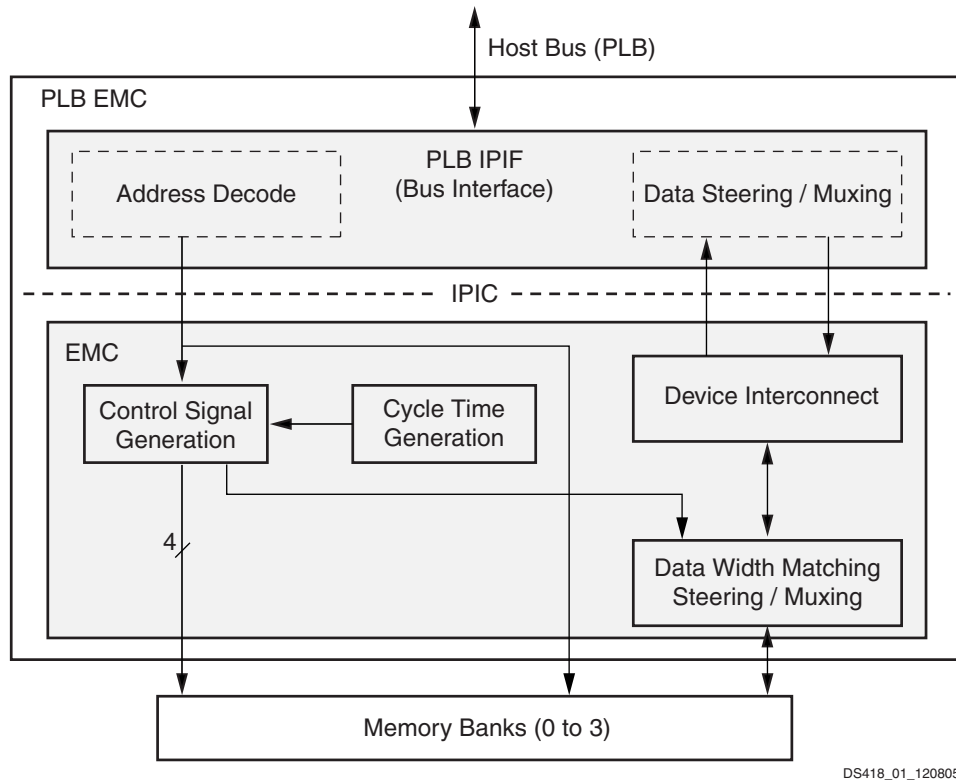 Host Bus (PLB)
PLB EMC
PLB IPIF
(Bus Interface)
Address Decode
Data Steering / Muxing
IPIC
EMC
Control Signal
Generation
Cycle Time
Generation
Device Interconnect
4
Data Width Matching
Steering / Muxing
Memory Banks (0 to 3)
DS418_01_120805